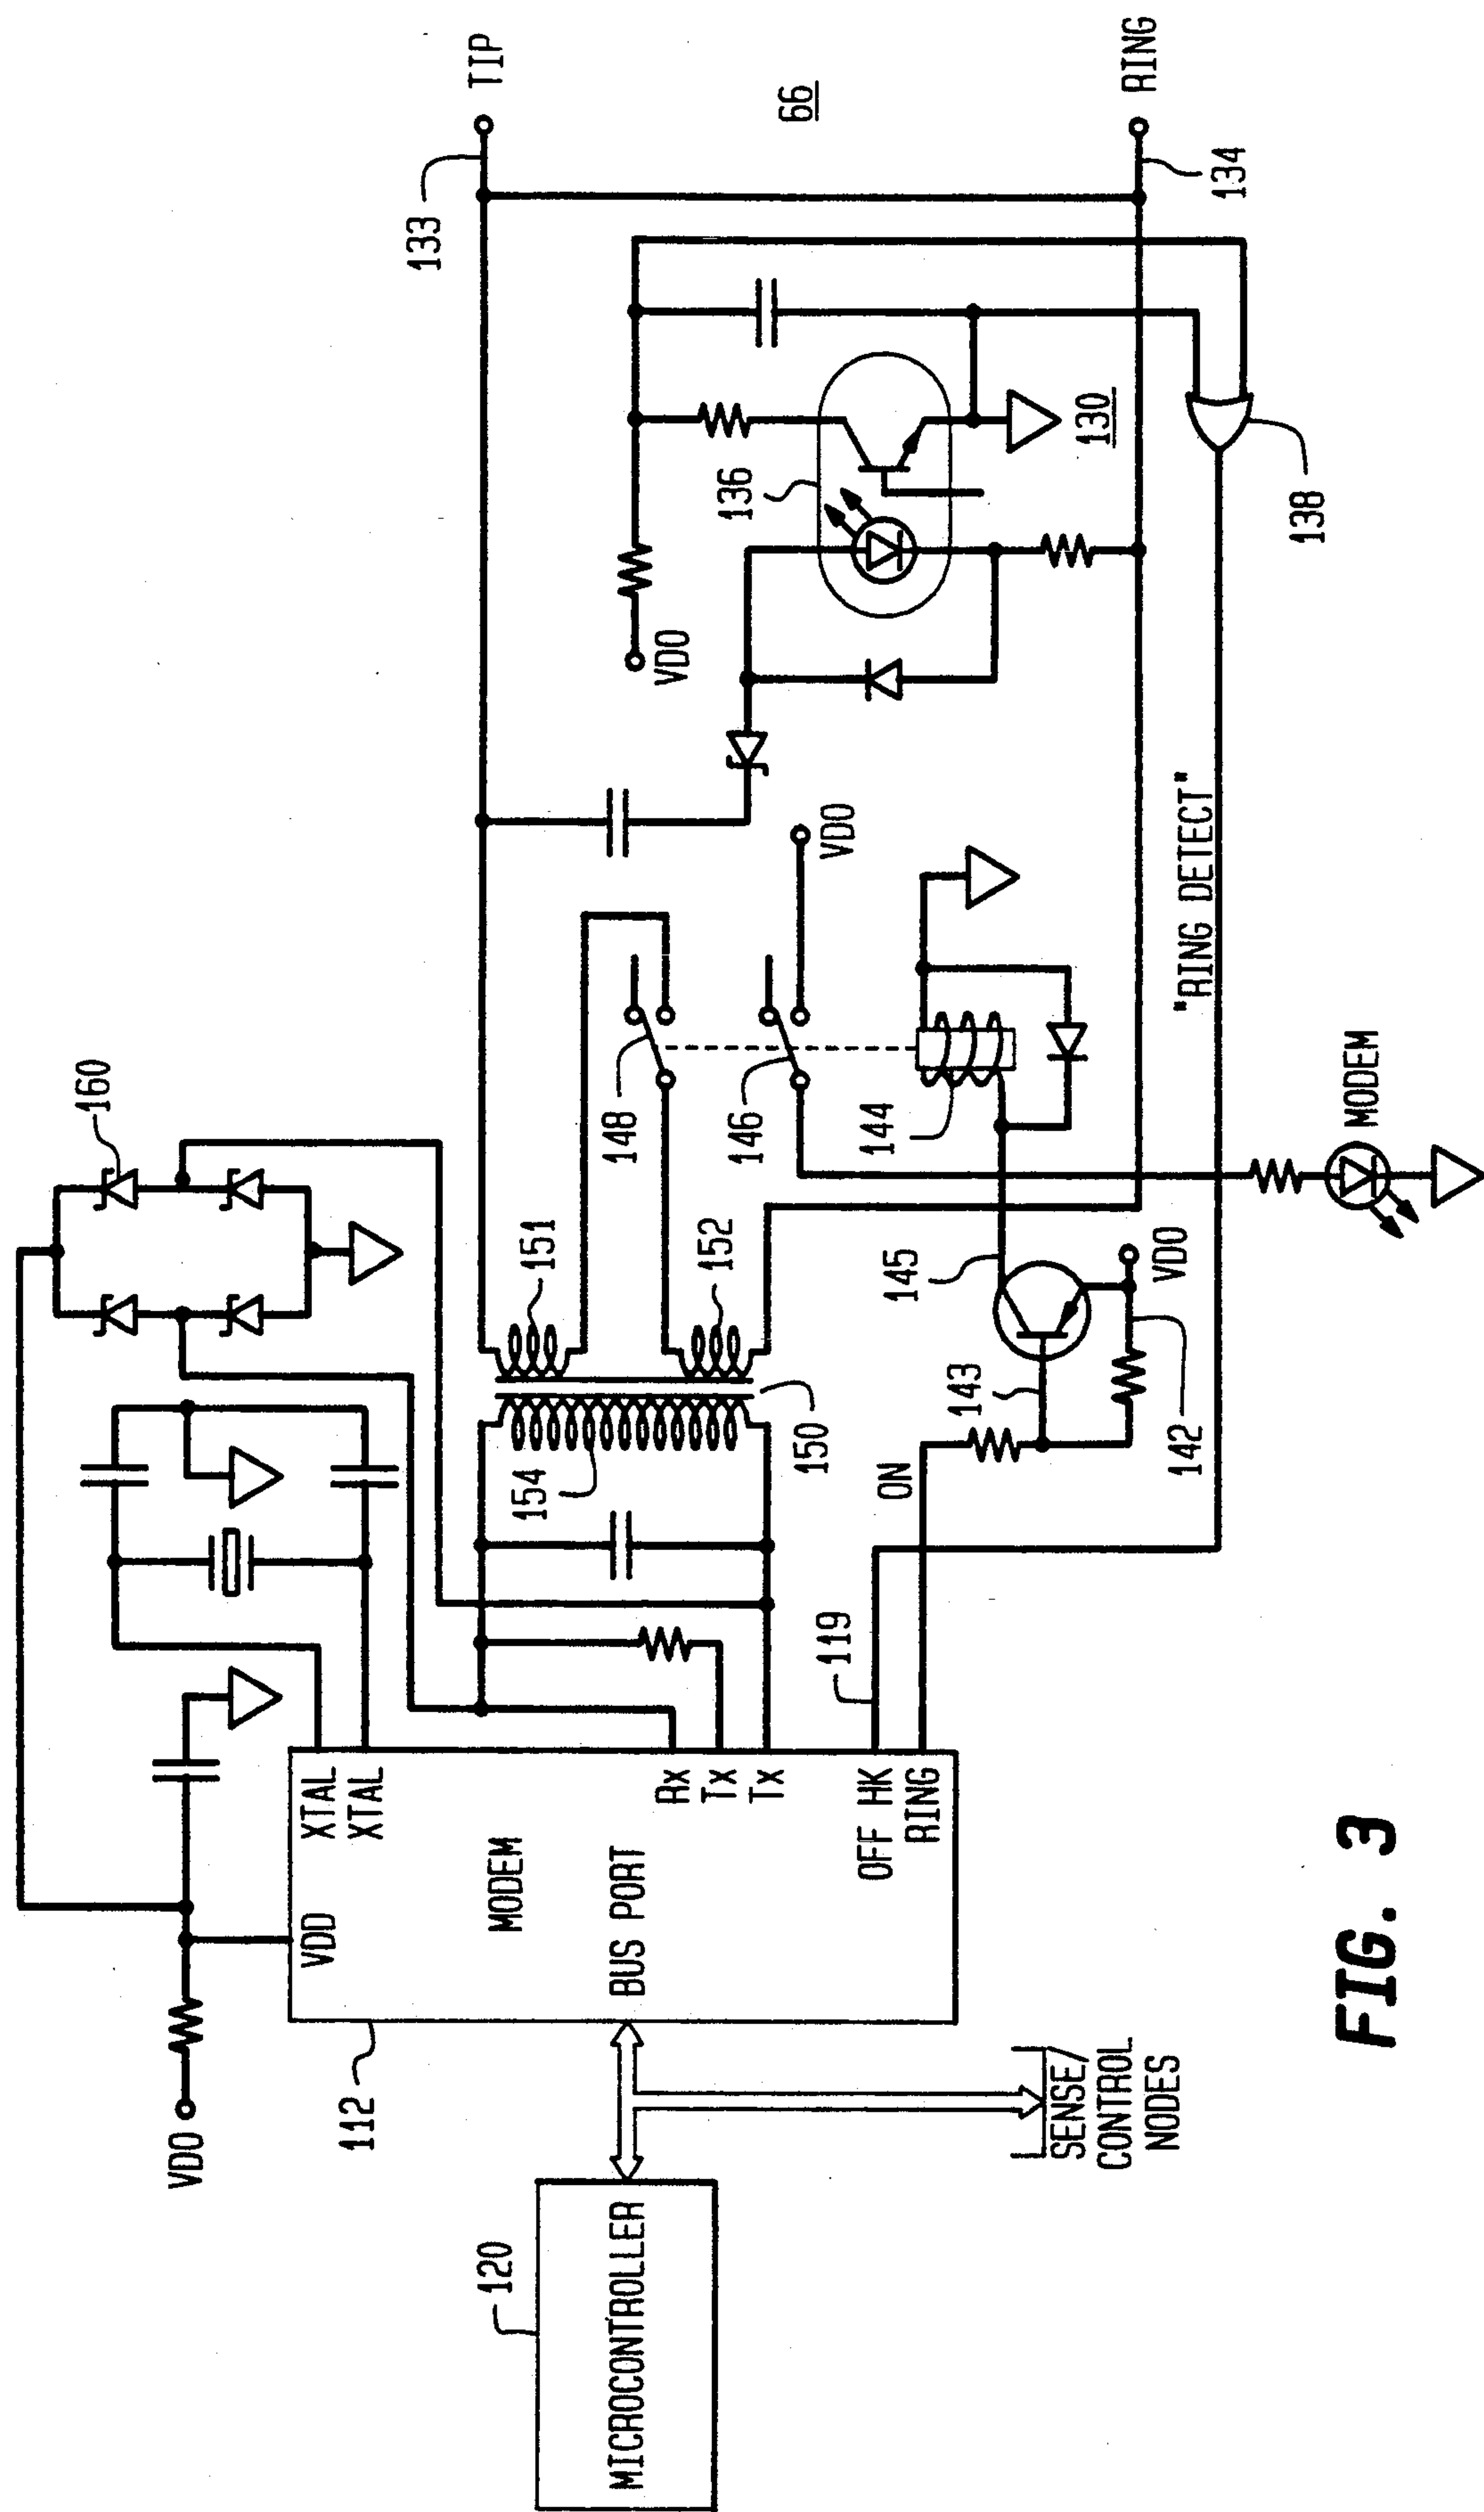 VDO
160
TIP
133
VDD
XTAL
XTAL
112
MODEM
Rx
Tx
Tx
BUS PORT
OFF HK
RING
120
MICROCONTROLLER
SENSE/
CONTROL
NODES
119
ON
154
150
151
152
148
146
144
145
143
142
VDO
VDO
VDO
136
130
66
"RING DETECT"
138
RING
134
MODEM
FIG. 3